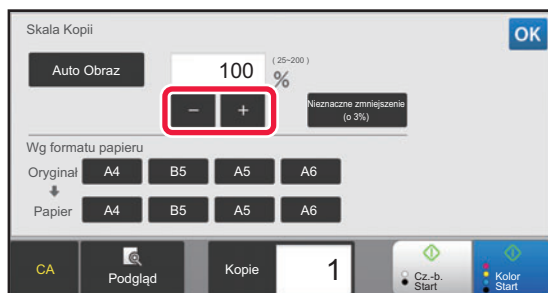 Skala Kopii
OK
Auto Obraz
100
(25~200)
%
−
+
Nieznaczne zmniejszenie
(o 3%)
Wg formatu papieru
Oryginał A4 B5 A5 A6
Papier A4 B5 A5 A6
CA
Podgląd
Kopie
1
Cz.-b.
Start
Kolor
Start